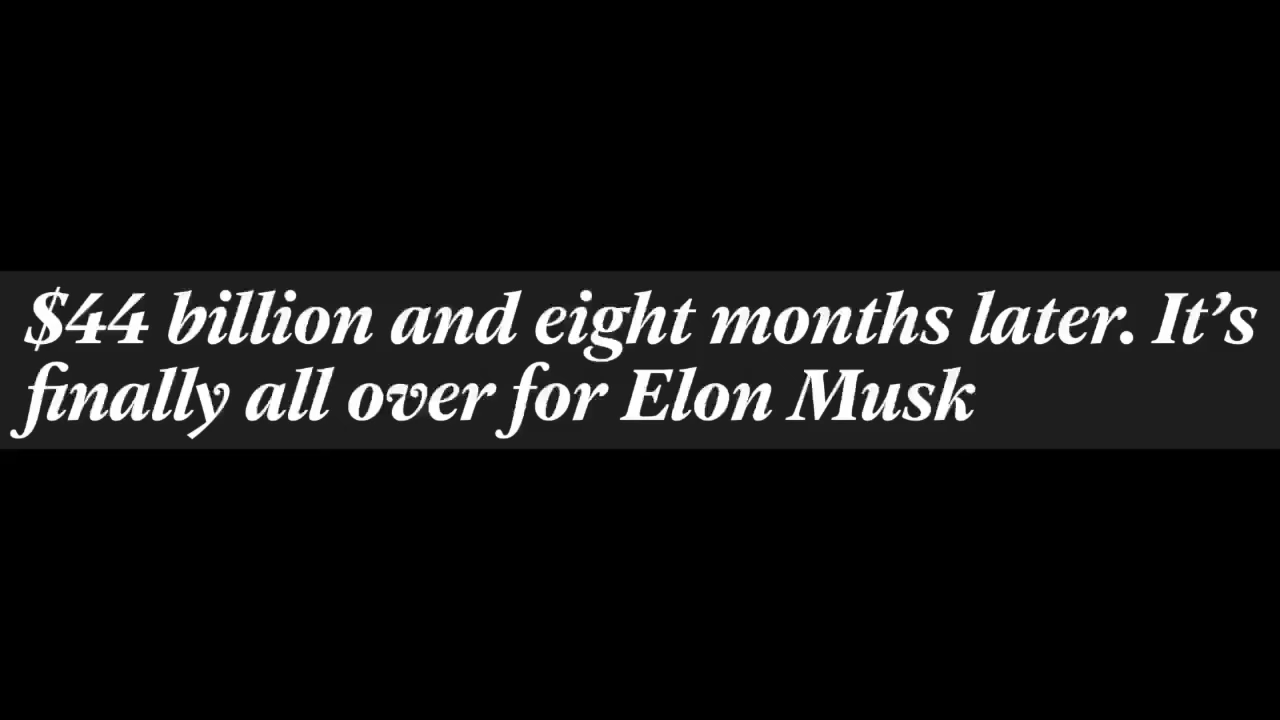 $44 billion and eight months later. It’s
finally all over for Elon Musk